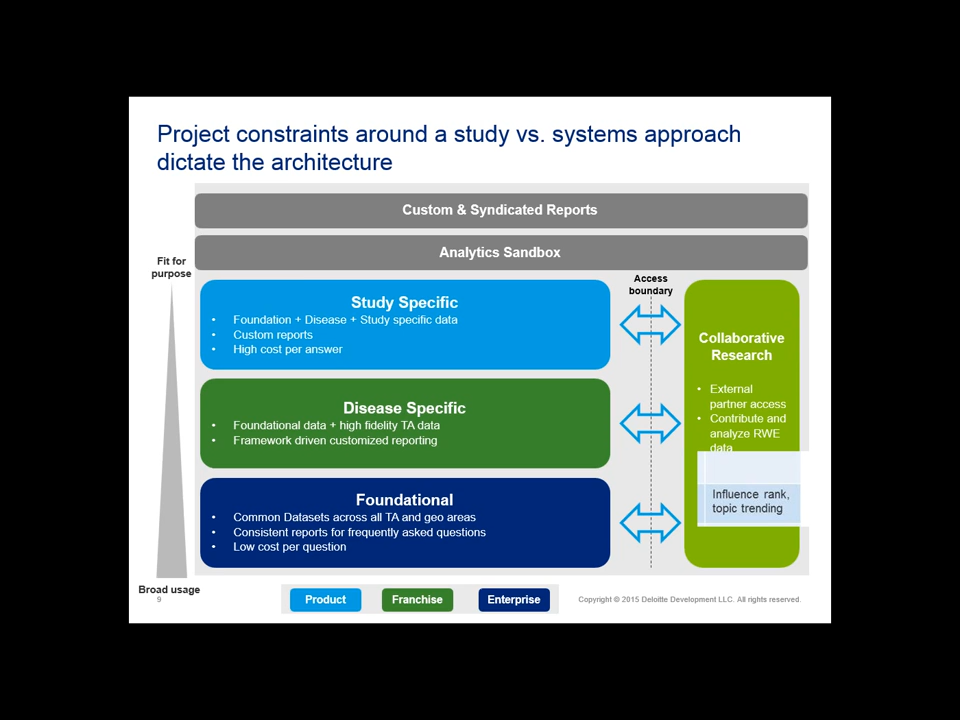 Project constraints around a study vs. systems approach
dictate the architecture
Custom & Syndicated Reports
Analytics Sandbox
Fit for
purpose
Access
boundary
Study Specific
• Foundation + Disease + Study specific data
• Custom reports
• High cost per answer
Disease Specific
• Foundational data + high fidelity TA data
• Framework driven customized reporting
Foundational
• Common Datasets across all TA and geo areas
• Consistent reports for frequently asked questions
• Low cost per question
Collaborative
Research
• External
partner access
• Contribute and
analyze RWE
data
Influence rank,
topic trending
Broad usage
9
Product
Franchise
Enterprise
Copyright © 2015 Deloitte Development LLC. All rights reserved.